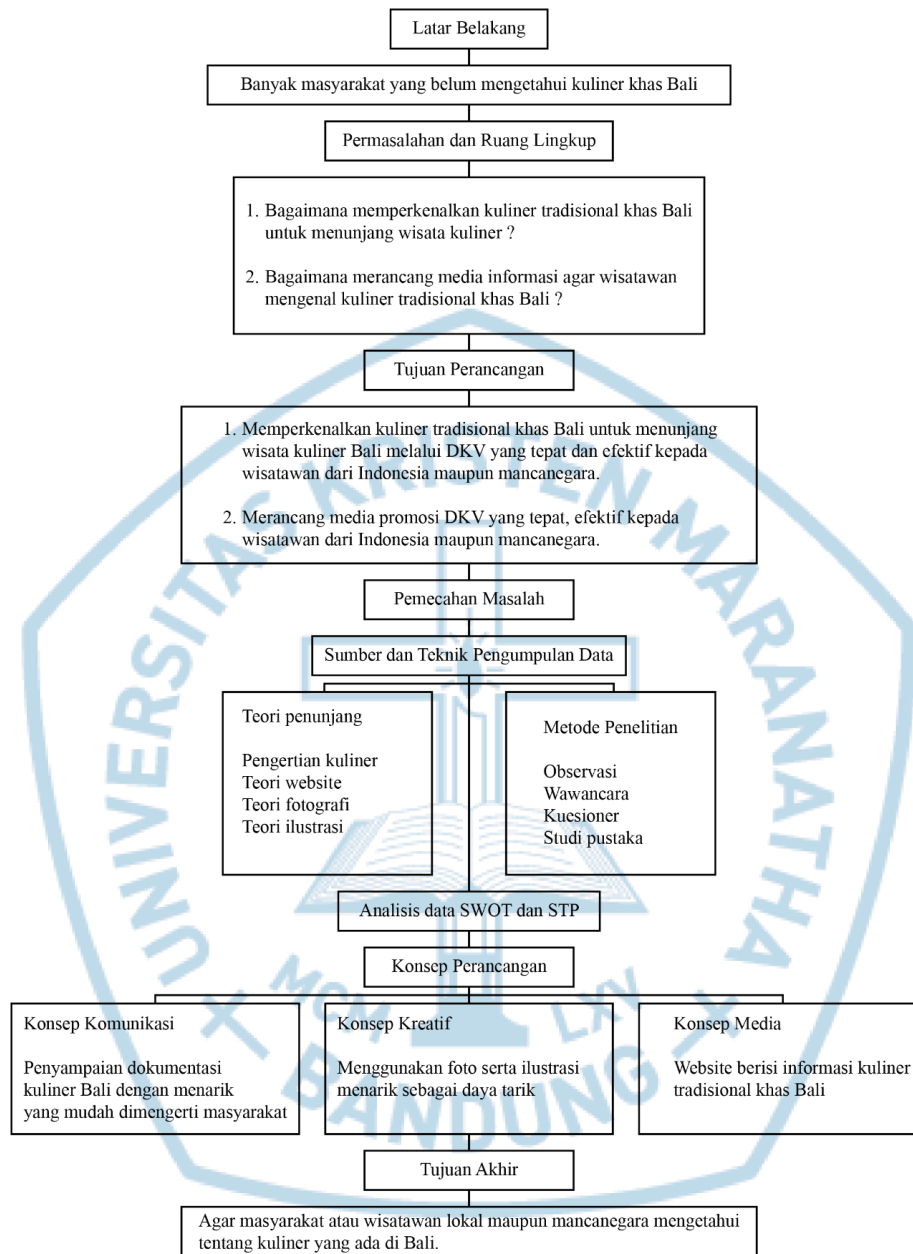 Latar Belakang
Banyak masyarakat yang belum mengetahui kuliner khas Bali
Permasalahan dan Ruang Lingkup
1. Bagaimana memperkenalkan kuliner tradisional khas Bali
untuk menunjang wisata kuliner ?
2. Bagaimana merancang media informasi agar wisatawan
mengenal kuliner tradisional khas Bali ?
Tujuan Perancangan
1. Memperkenalkan kuliner tradisional khas Bali untuk menunjang
wisata kuliner Bali melalui DKV yang tepat dan efektif kepada
wisatawan dari Indonesia maupun mancanegara.
2. Merancang media promosi DKV yang tepat, efektif kepada
wisatawan dari Indonesia maupun mancanegara.
Pemecahan Masalah
Sumber dan Teknik Pengumpulan Data
Teori penunjang
Pengertian kuliner
Teori website
Teori fotografi
Teori ilustrasi
Metode Penelitian
Observasi
Wawancara
Kuesioner
Studi pustaka
Analisis data SWOT dan STP
Konsep Perancangan
Konsep Komunikasi
Penyampaian dokumentasi
kuliner Bali dengan menarik
yang mudah dimengerti masyarakat
Konsep Kreatif
Menggunakan foto serta ilustrasi
menarik sebagai daya tarik
Konsep Media
Website berisi informasi kuliner
tradisional khas Bali
Tujuan Akhir
Agar masyarakat atau wisatawan lokal maupun mancanegara mengetahui
tentang kuliner yang ada di Bali.
UNIVERSITAS KRISTEN MARANATHA
MCM LXV
BANDUNG